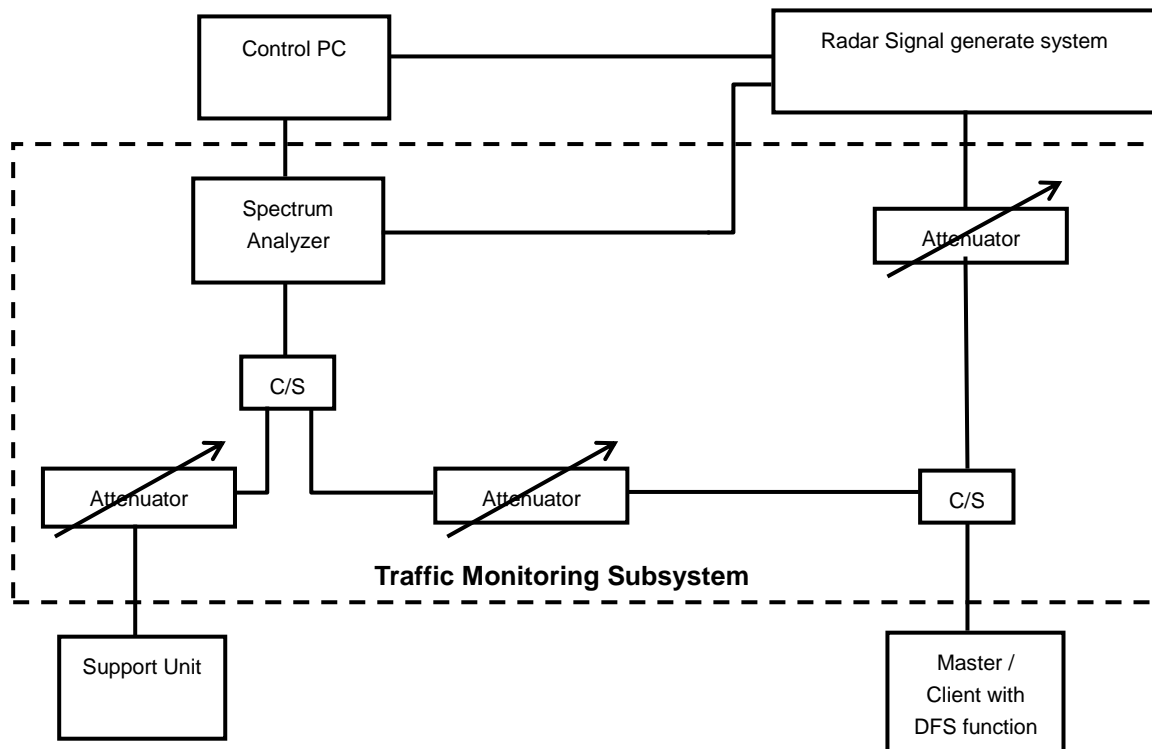 Control PC
Radar Signal generate system
Spectrum
Analyzer
Attenuator
C/S
Attenuator
Attenuator
C/S
Traffic Monitoring Subsystem
Support Unit
Master /
Client with
DFS function